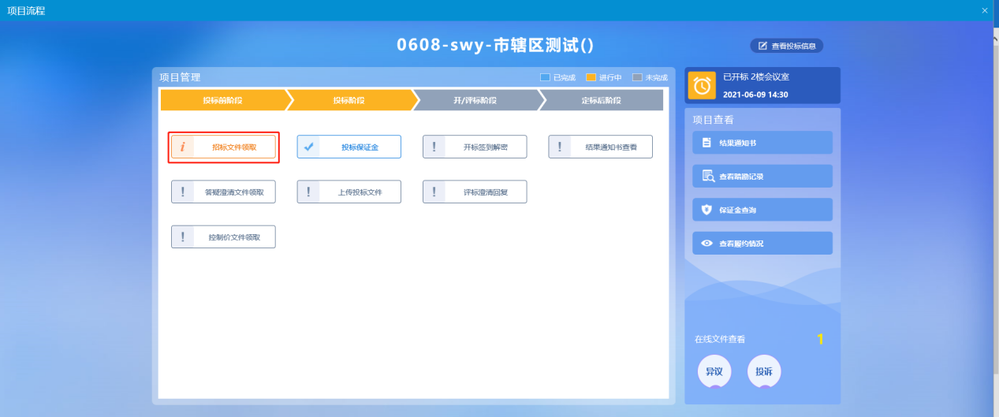 项目流程
0608-swy-市辖区测试()
查看投标信息
项目管理
已完成 进行中 未完成
投标前阶段 投标阶段 开/评标阶段 定标后阶段
招标文件领取 投标保证金 开标签到解密 结果通知书查看
答疑澄清文件领取 上传投标文件 评标澄清回复
控制价文件领取
已开标 2楼会议室
2021-06-09 14:30
项目查看
结果通知书
查看踏勘记录
保证金查询
查看履约情况
在线文件查看 1
异议 投诉